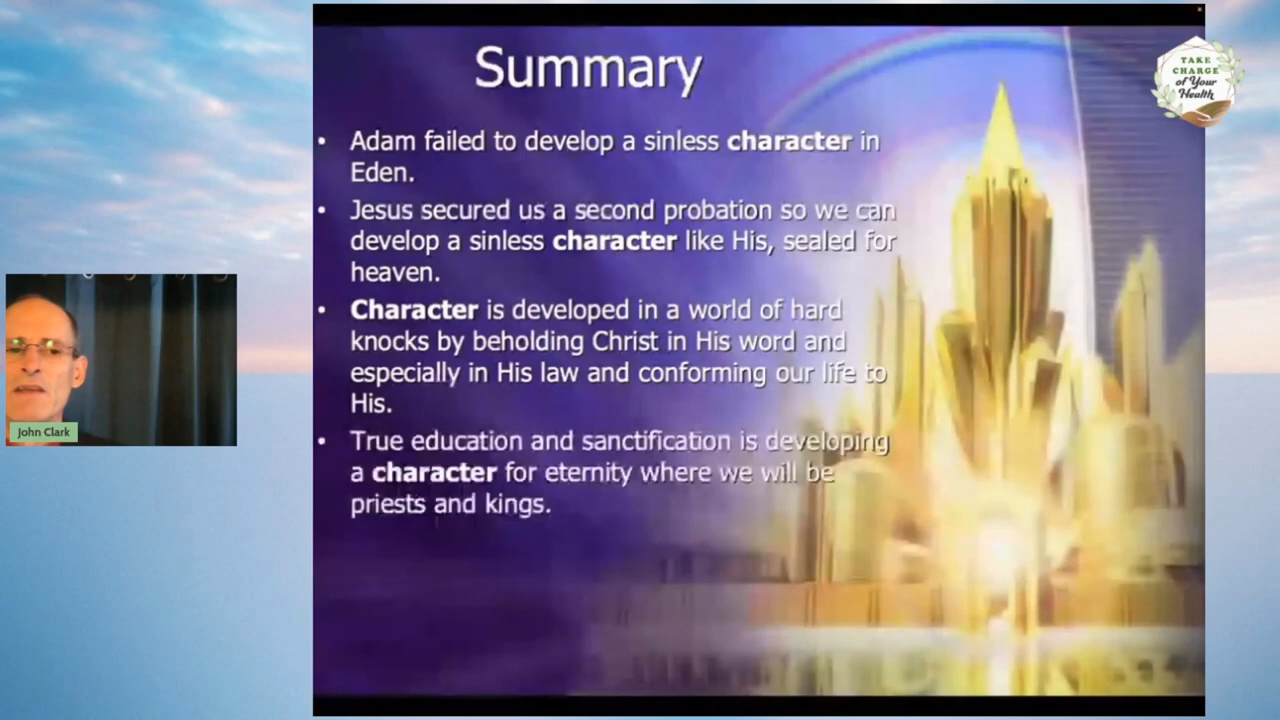 Summary
• Adam failed to develop a sinless character in
Eden.
• Jesus secured us a second probation so we can
develop a sinless character like His, sealed for
heaven.
• Character is developed in a world of hard
knocks by beholding Christ in His word and
especially in His law and conforming our life to
His.
• True education and sanctification is developing
a character for eternity where we will be
priests and kings.
TAKE
CHARGE
of Your
Health
John Clark